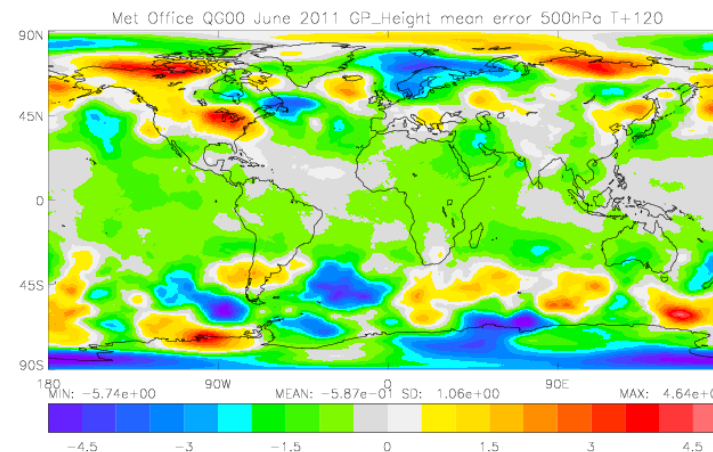 Met Office QG00 June 2011 GP_Height mean error 500hPa T+120
90N
45N
0
45S
90S
180 90W 0 90E
MIN: −5.74e+00 MEAN: −5.87e−01 SD: 1.06e+00 MAX: 4.64e+0
−4.5 −3 −1.5 0 1.5 3 4.5